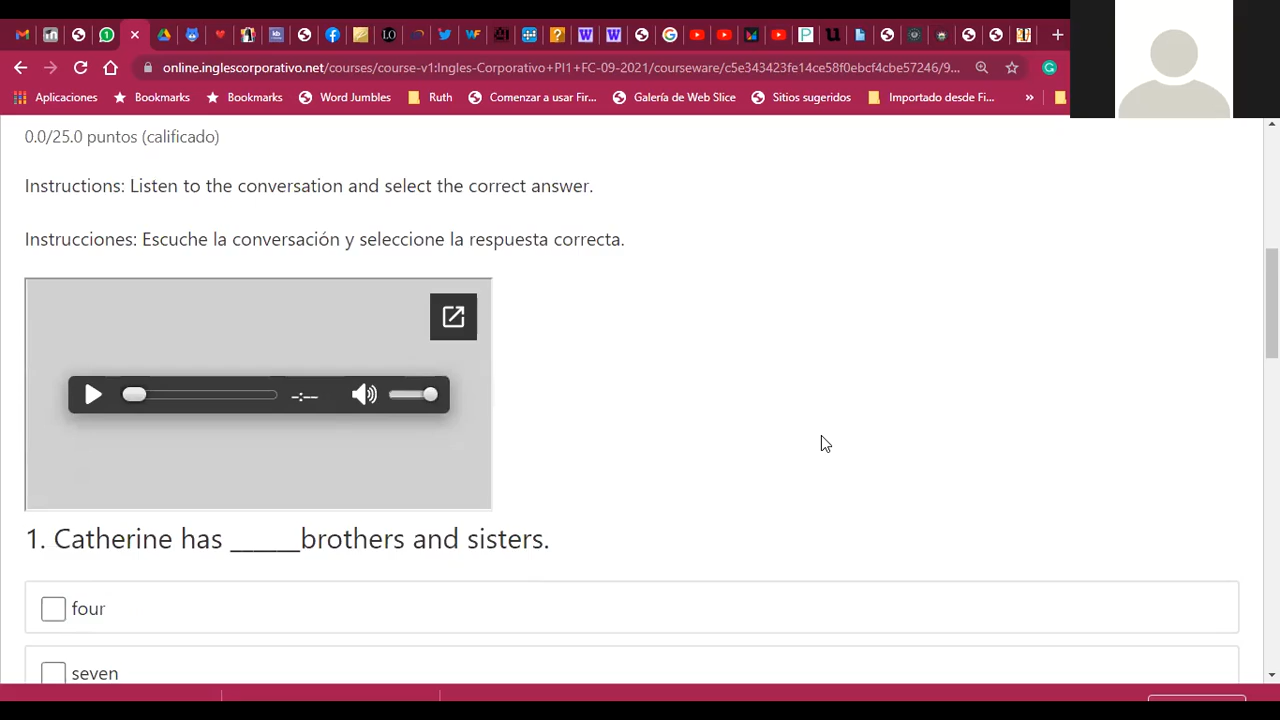 online.inglescorporativo.net/courses/course-v1:Ingles-Corporativo+PI1+FC-09-2021/courseware/c5e343423fe14ce58f0ebcf4cbe57246/9...
Aplicaciones Bookmarks Bookmarks Word Jumbles Ruth Comenzar a usar Fir... Galería de Web Slice Sitios sugeridos Importado desde Fi... »
0.0/25.0 puntos (calificado)
Instructions: Listen to the conversation and select the correct answer.
Instrucciones: Escuche la conversación y seleccione la respuesta correcta.
-:--
1. Catherine has ______brothers and sisters.
four
seven